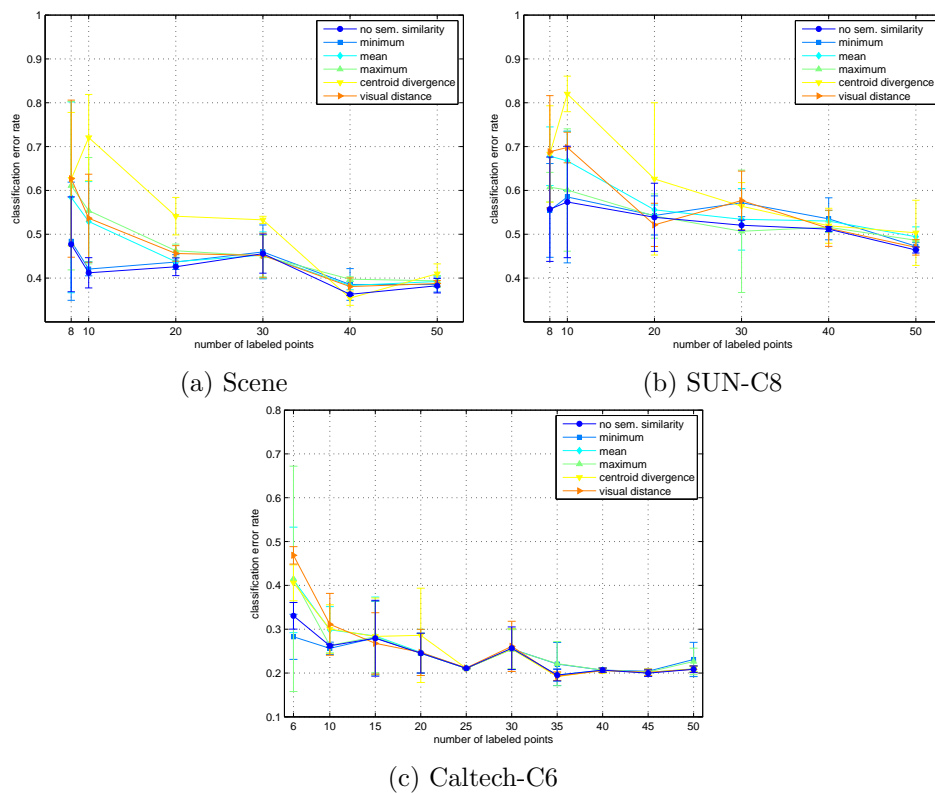 1
0.9
0.8
0.7
0.6
0.5
0.4
classification error rate
8 10 20 30 40 50
number of labeled points
no sem. similarity
minimum
mean
maximum
centroid divergence
visual distance
(a) Scene
1
0.9
0.8
0.7
0.6
0.5
0.4
classification error rate
8 10 20 30 40 50
number of labeled points
no sem. similarity
minimum
mean
maximum
centroid divergence
visual distance
(b) SUN-C8
0.8
0.7
0.6
0.5
0.4
0.3
0.2
0.1
classification error rate
6 10 15 20 25 30 35 40 45 50
number of labeled points
no sem. similarity
minimum
mean
maximum
centroid divergence
visual distance
(c) Caltech-C6